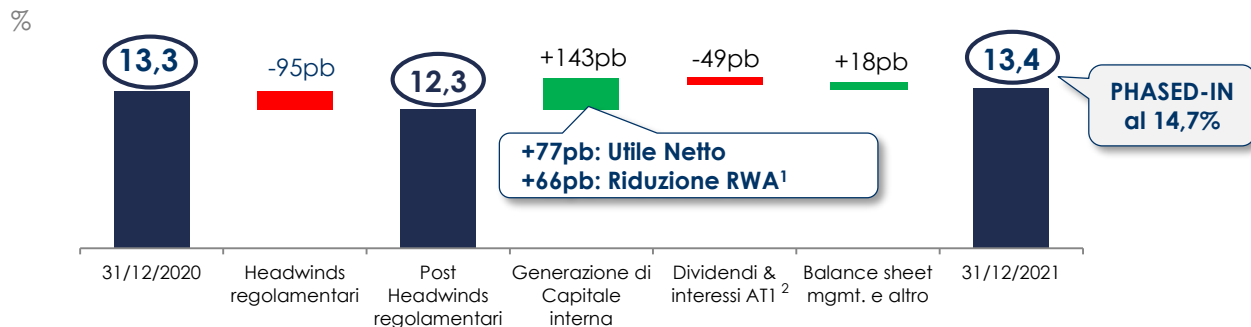 %
13,3
-95pb
12,3
+143pb
-49pb
+18pb
13,4
PHASED-IN
al 14,7%
+77pb: Utile Netto
+66pb: Riduzione RWA¹
31/12/2020
Headwinds
regolamentari
Post
Headwinds
regolamentari
Generazione di
Capitale
interna
Dividendi &
interessi AT1 ²
Balance sheet
mgmt. e altro
31/12/2021